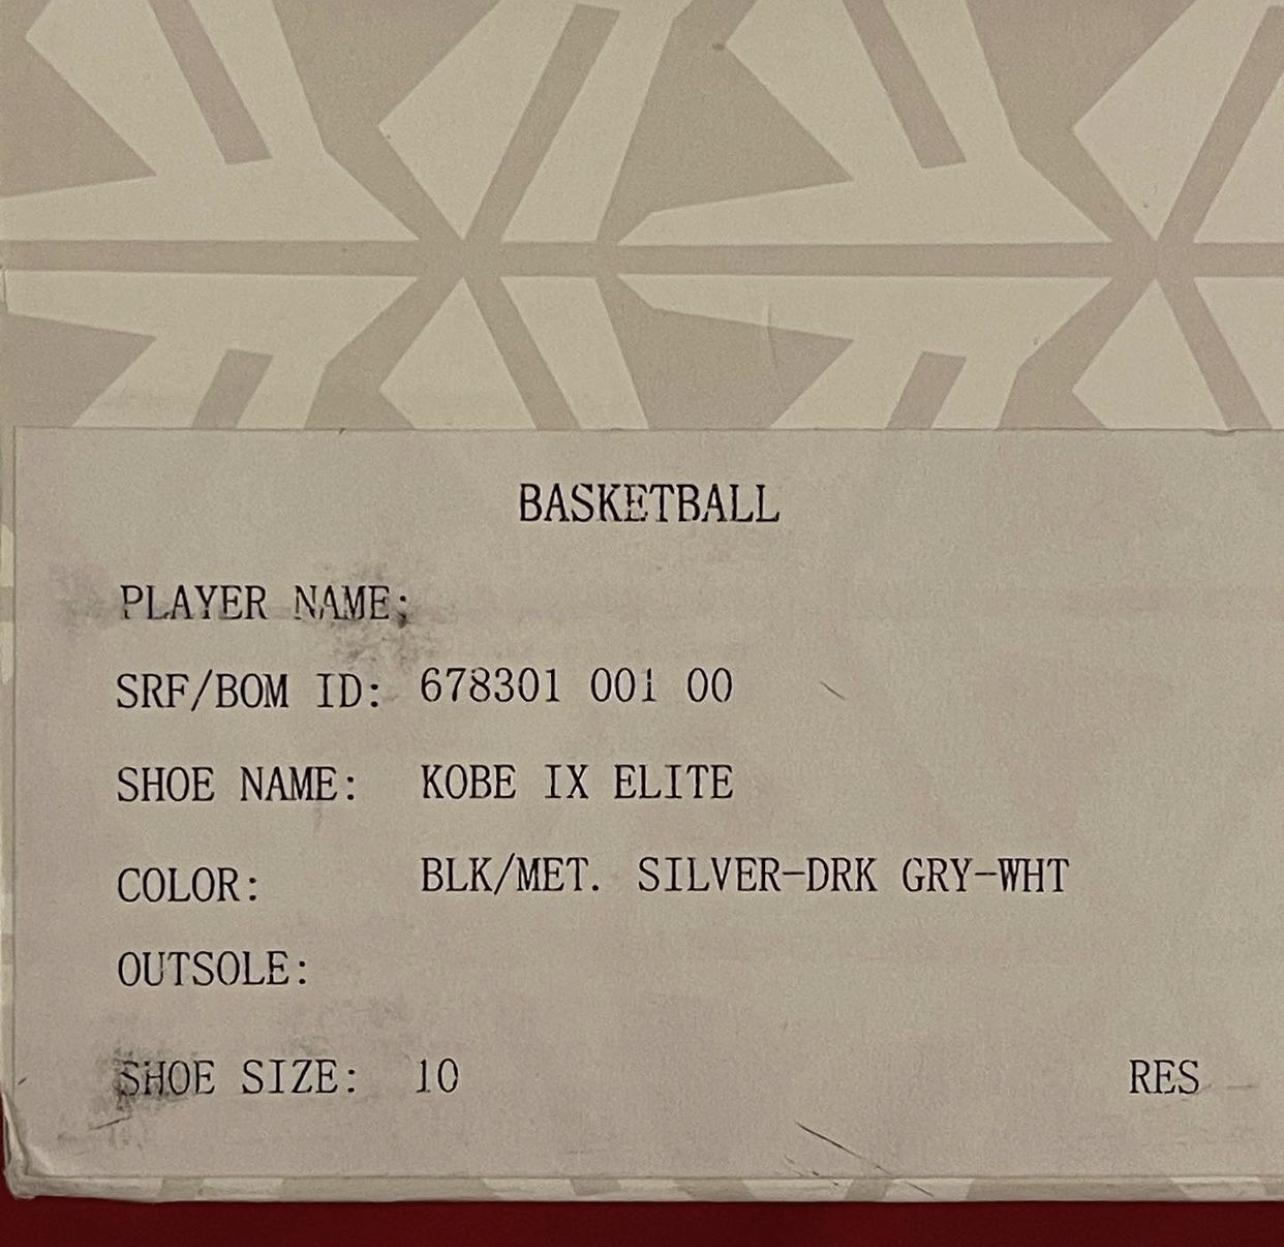 BASKETBALL
PLAYER NAME;
SRF/BOM ID: 678301 001 00
SHOE NAME: KOBE IX ELITE
COLOR: BLK/MET. SILVER-DRK GRY-WHT
OUTSOLE:
SHOE SIZE: 10 RES